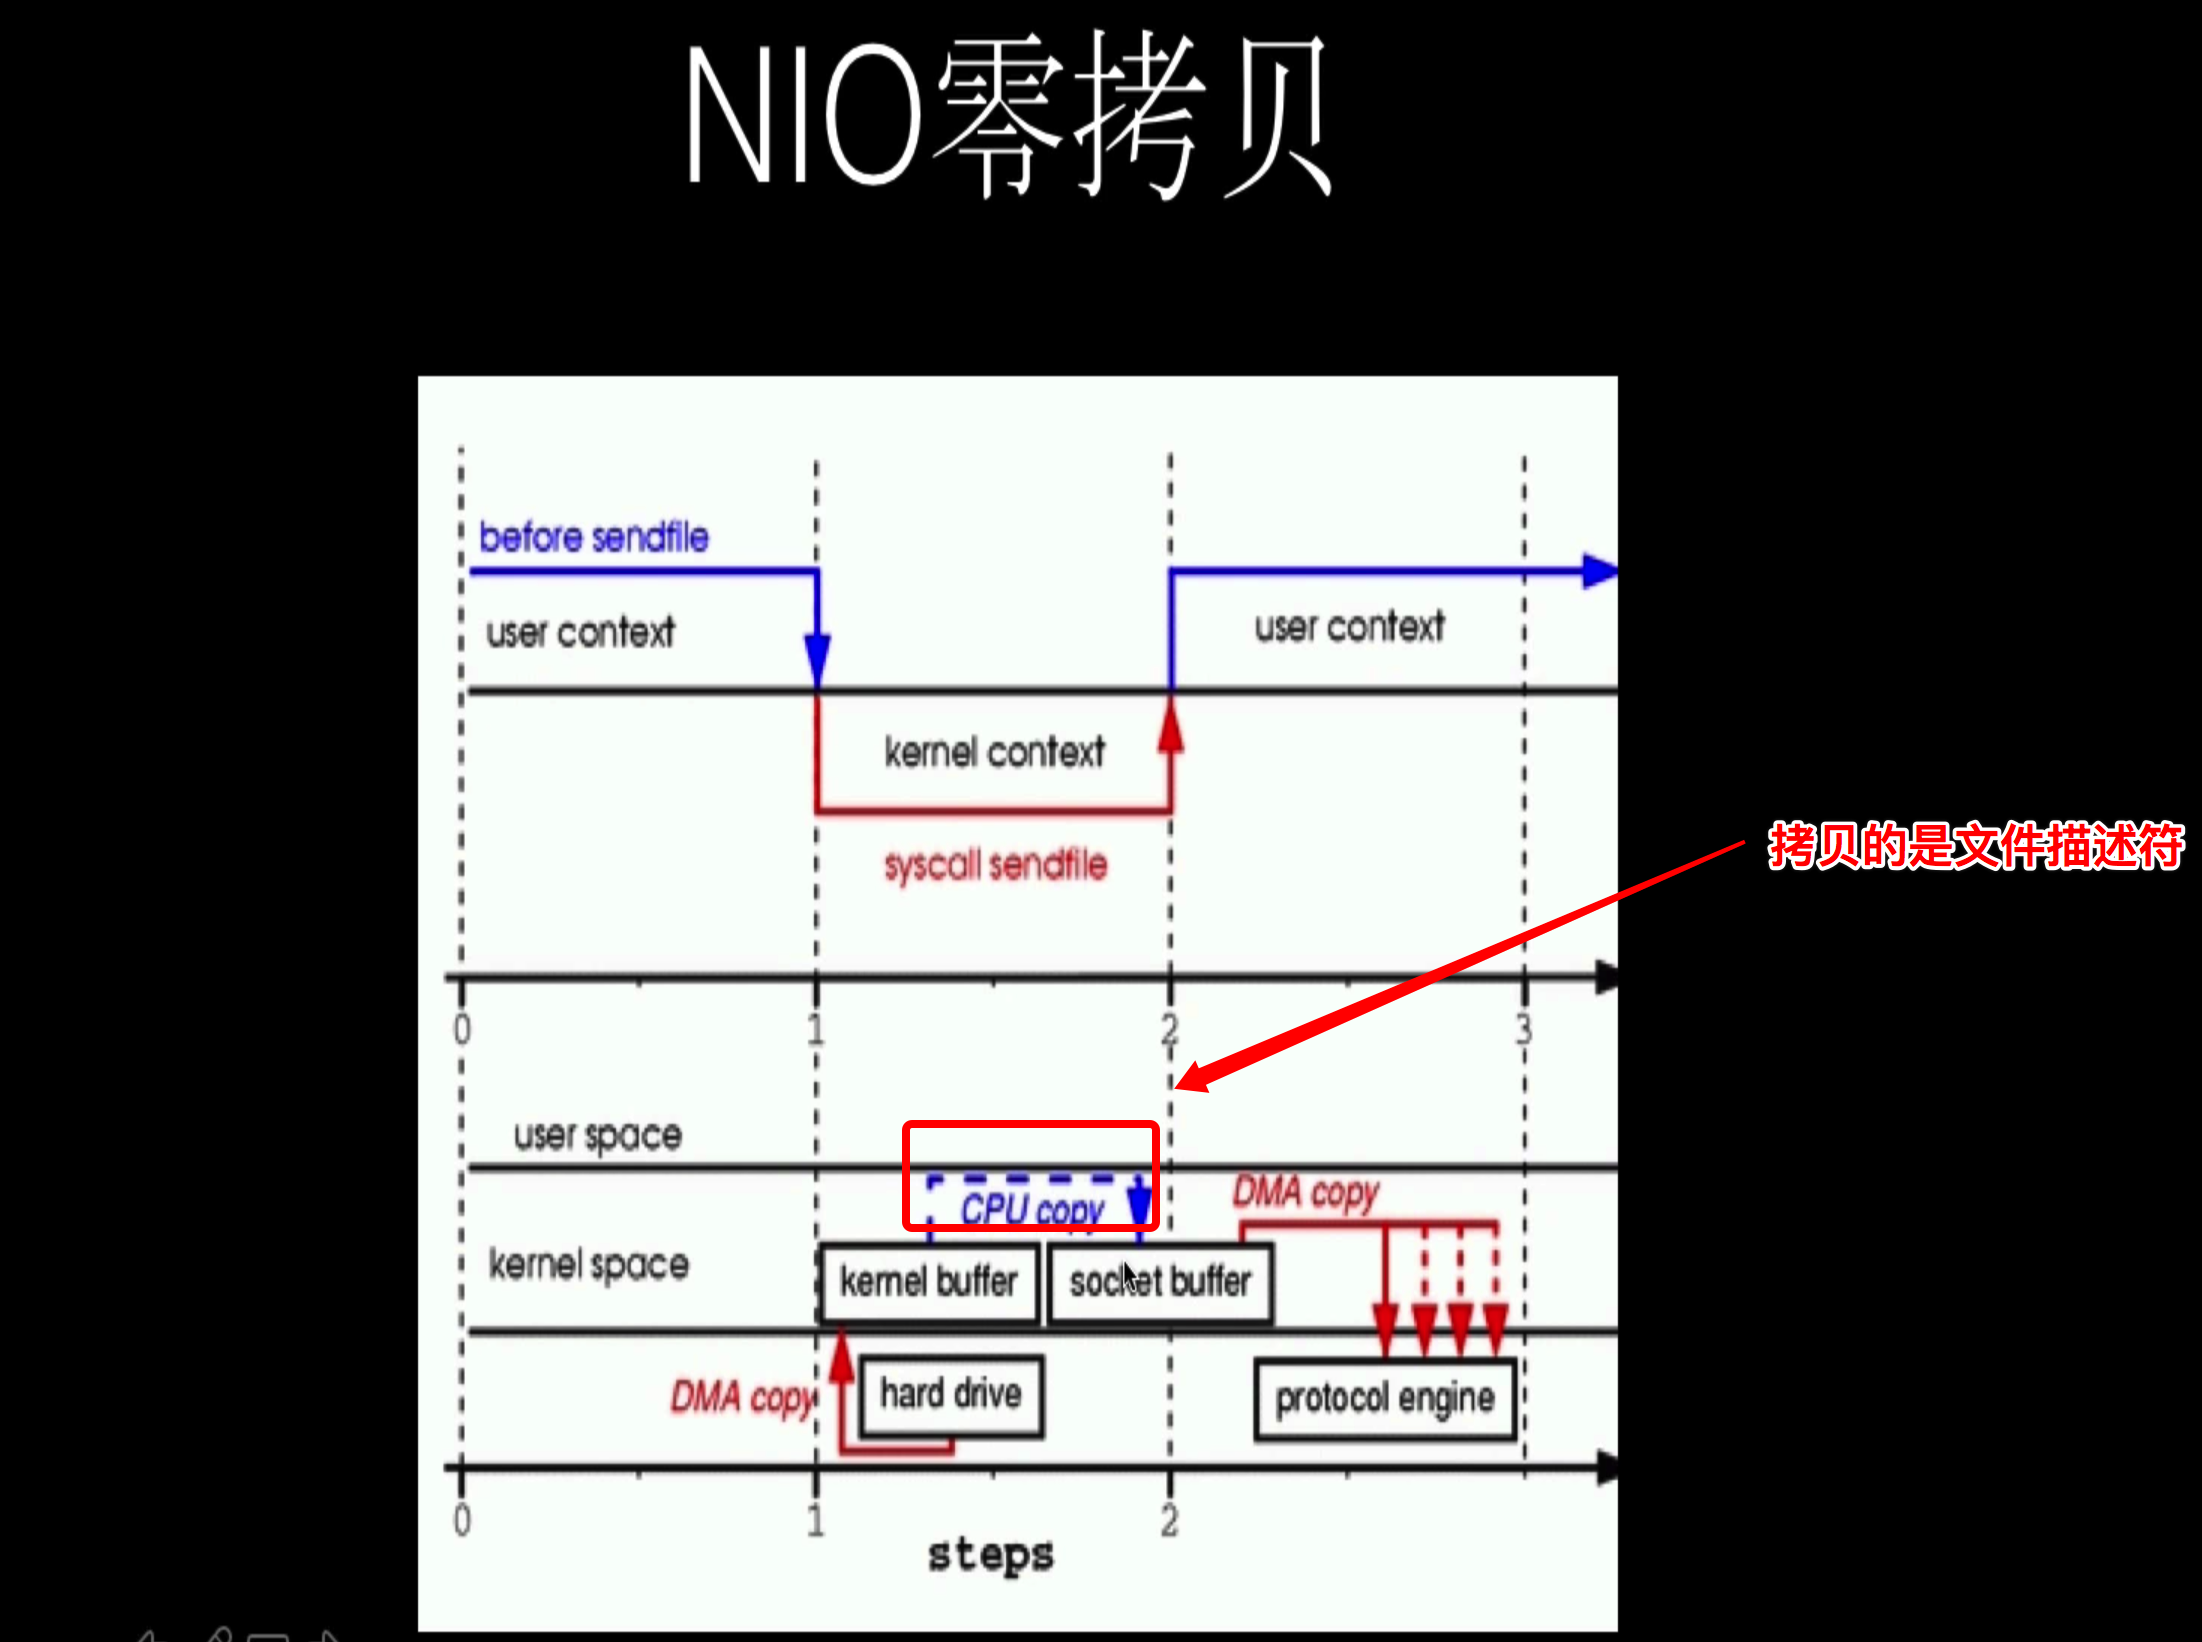 NIO零拷贝
before sendfile
user context
user context
kernel context
syscall sendfile
拷贝的是文件描述符
0 1 2 3
user space
CPU copy
DMA copy
kernel space
kernel buffer
socket buffer
DMA copy
hard drive
protocol engine
0 1 2
steps